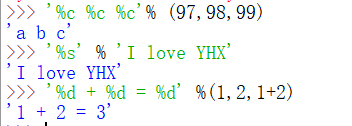 >>> '%c %c %c'% (97,98,99)
'a b c'
>>> '%s' % 'I love YHX'
'I love YHX'
>>> '%d + %d = %d' %(1,2,1+2)
'1 + 2 = 3'